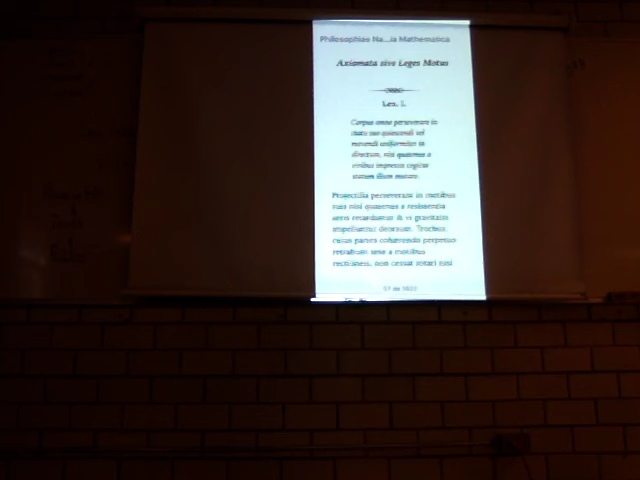 Philosophiae Na...ia Mathematica
Axiomata sive Leges Motus
Lex. I.
Corpus omne perseverare in
statu suo quiescendi vel
movendi uniformiter in
directum, nisi quatenus a
viribus impressis cogitur
statum illum mutare.
Projectilia perseverant in motibus
suis nisi quatenus a resistentia
aeris retardantur & vi gravitatis
impelluntur deorsum. Trochus,
cujus partes cohaerendo perpetuo
retrahunt sese a motibus
rectilineis, non cessat rotari nisi